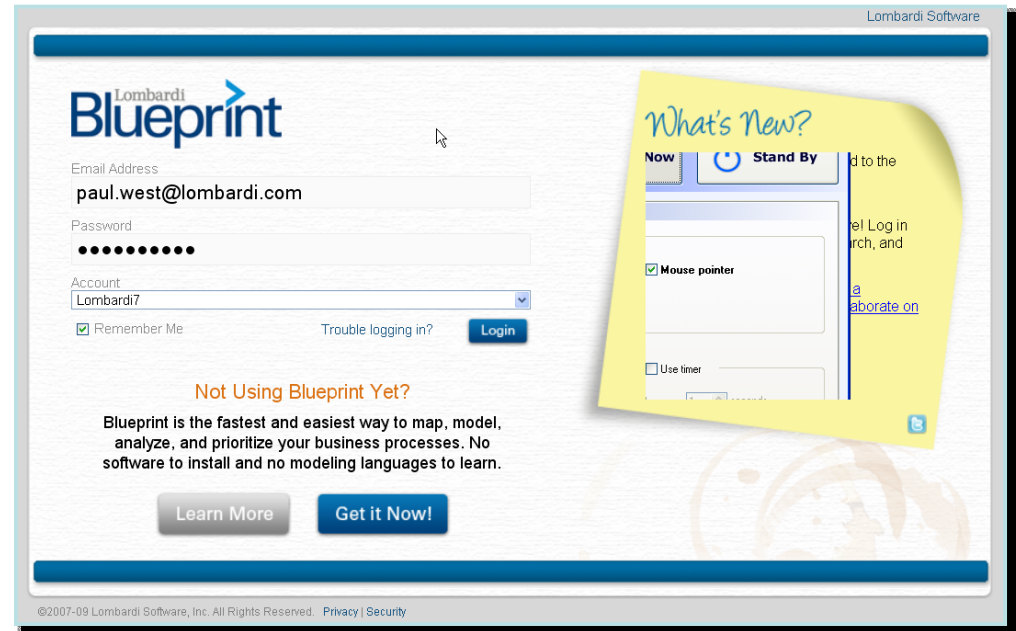 Lombardi Software
Lombardi
Blueprint
Email Address
paul.west@lombardi.com
Password
••••••••••
Account
Lombardi7
Remember Me
Trouble logging in?
Login
Not Using Blueprint Yet?
Blueprint is the fastest and easiest way to map, model,
analyze, and prioritize your business processes. No
software to install and no modeling languages to learn.
Learn More
Get it Now!
What's New?
Now
Stand By
d to the
Log in
and
Mouse pointer
a
on
Use timer
©2007-09 Lombardi Software, Inc. All Rights Reserved. Privacy | Security